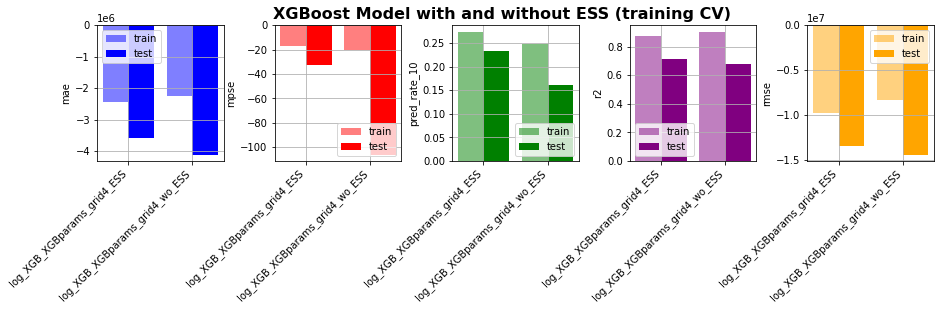 XGBoost Model with and without ESS (training CV)
1e6
0
−1
−2
−3
−4
mae
train
test
log_XGB_XGBparams_grid4_ESS
log_XGB_XGBparams_grid4_wo_ESS
0
−20
−40
−60
−80
−100
mpse
train
test
log_XGB_XGBparams_grid4_ESS
log_XGB_XGBparams_grid4_wo_ESS
0.25
0.20
0.15
0.10
0.05
0.00
pred_rate_10
train
test
log_XGB_XGBparams_grid4_ESS
log_XGB_XGBparams_grid4_wo_ESS
0.8
0.6
0.4
0.2
0.0
r2
train
test
log_XGB_XGBparams_grid4_ESS
log_XGB_XGBparams_grid4_wo_ESS
1e7
0.0
−0.5
−1.0
−1.5
rmse
train
test
log_XGB_XGBparams_grid4_ESS
log_XGB_XGBparams_grid4_wo_ESS